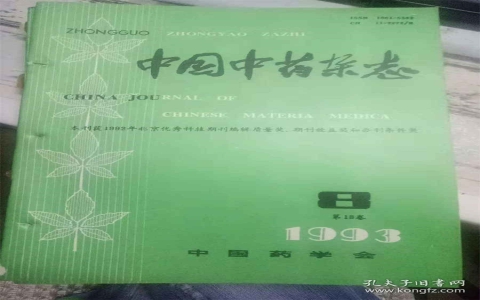 ZHONGGUO ZHONGYAO ZAZHI
中国中药杂志
CHINA JOURNAL OF
CHINESE MATERIA MEDICA
8
第18卷
1993
中国药学会
孔夫子旧书网
www.kongfz.com